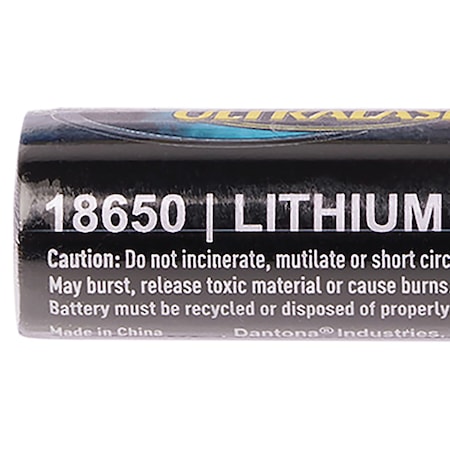 ULTRALAS
18650 | LITHIUM
Caution: Do not incinerate, mutilate or short circ
May burst, release toxic material or cause burns.
Battery must be recycled or disposed of properly
Made in China Dantona® Industries,